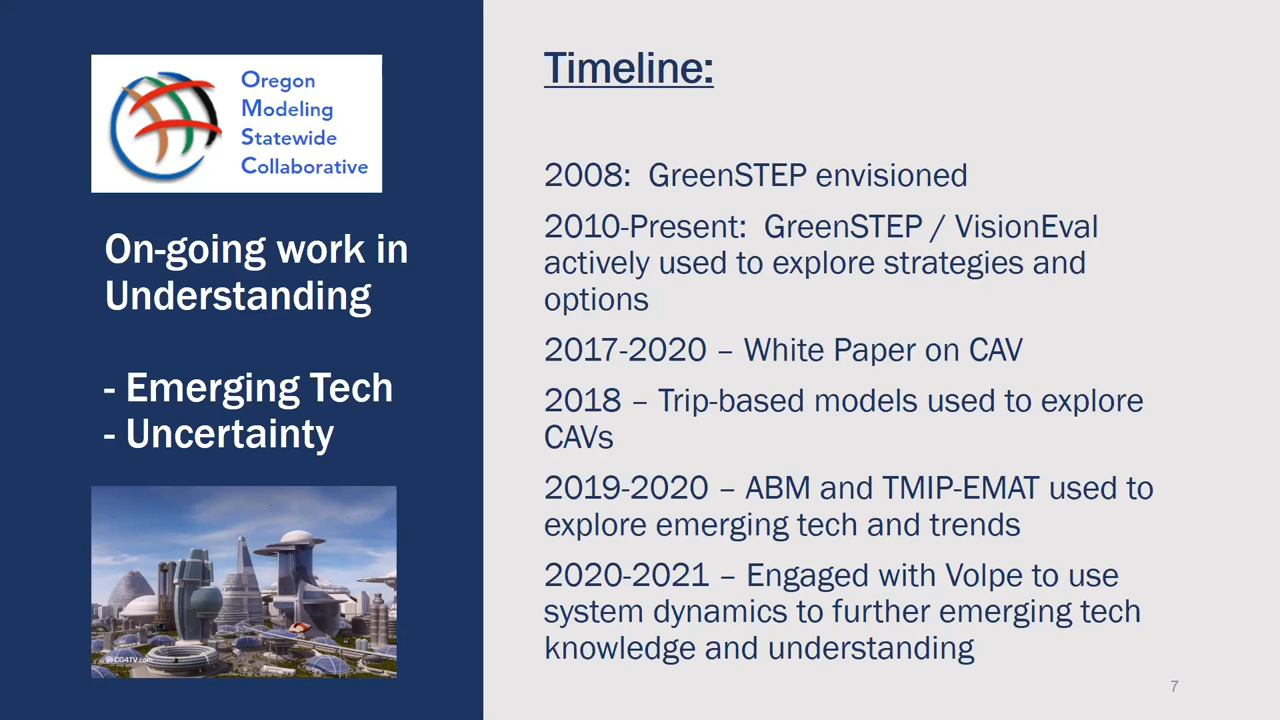 Oregon
Modeling
Statewide
Collaborative
On-going work in
Understanding
- Emerging Tech
- Uncertainty
@ CG4TV.com
Timeline:
2008:  GreenSTEP envisioned
2010-Present:  GreenSTEP / VisionEval
actively used to explore strategies and
options
2017-2020 – White Paper on CAV
2018 – Trip-based models used to explore
CAVs
2019-2020 – ABM and TMIP-EMAT used to
explore emerging tech and trends
2020-2021 – Engaged with Volpe to use
system dynamics to further emerging tech
knowledge and understanding
7